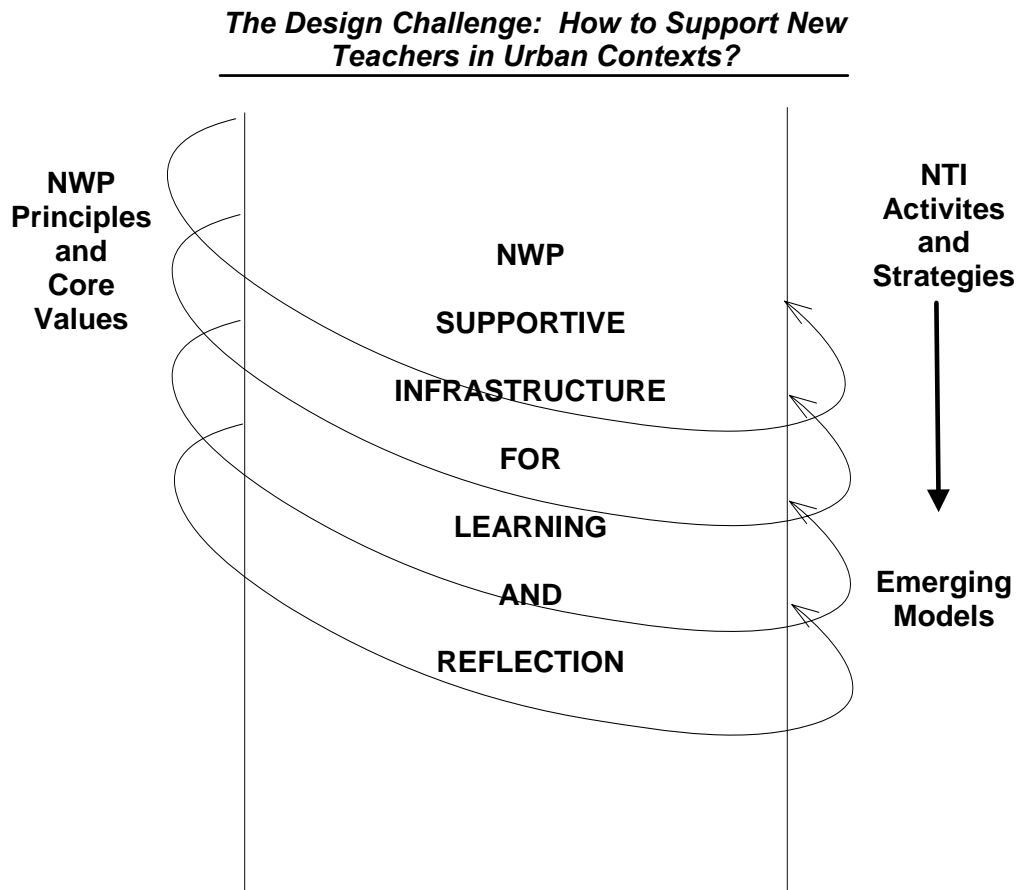 The Design Challenge:  How to Support New
Teachers in Urban Contexts?
NWP
Principles
and
Core
Values
NWP
SUPPORTIVE
INFRASTRUCTURE
FOR
LEARNING
AND
REFLECTION
NTI
Activites
and
Strategies
Emerging
Models